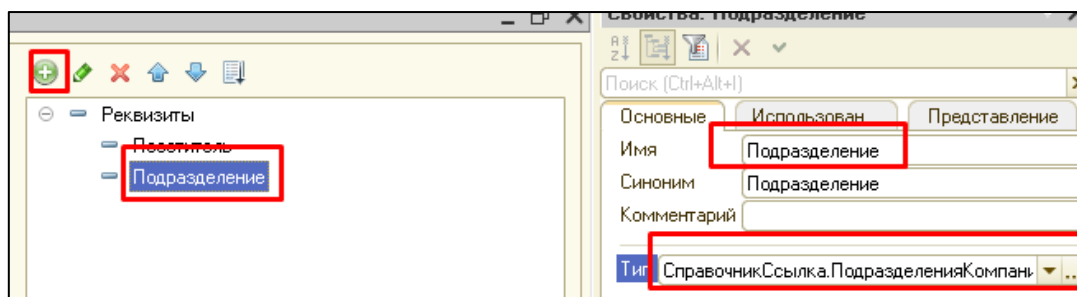 Свойства: Подразделение
Поиск (Ctrl+Alt+I)
Реквизиты
Посетитель
Подразделение
Основные
Использован...
Представление
Имя
Подразделение
Синоним
Подразделение
Комментарий
Тип
СправочникСсылка.ПодразделенияКомпани